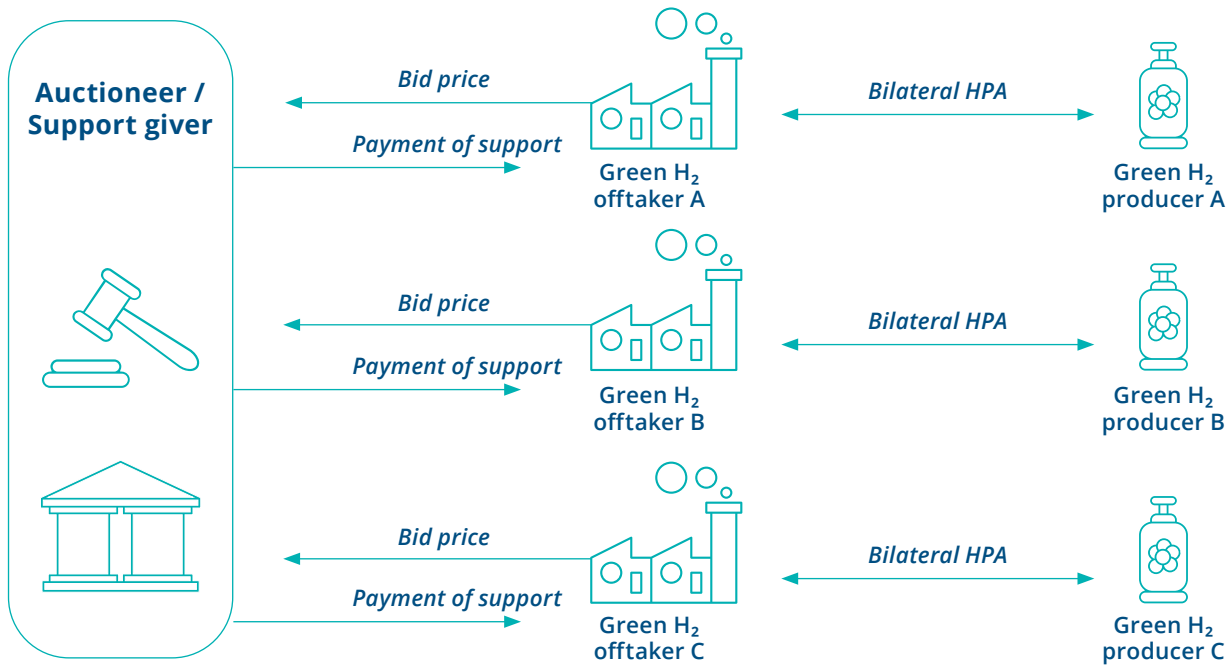 Auctioneer /
Support giver
Bid price
Payment of support
Green H₂
offtaker A
Bilateral HPA
Green H₂
producer A
Bid price
Payment of support
Green H₂
offtaker B
Bilateral HPA
Green H₂
producer B
Bid price
Payment of support
Green H₂
offtaker C
Bilateral HPA
Green H₂
producer C